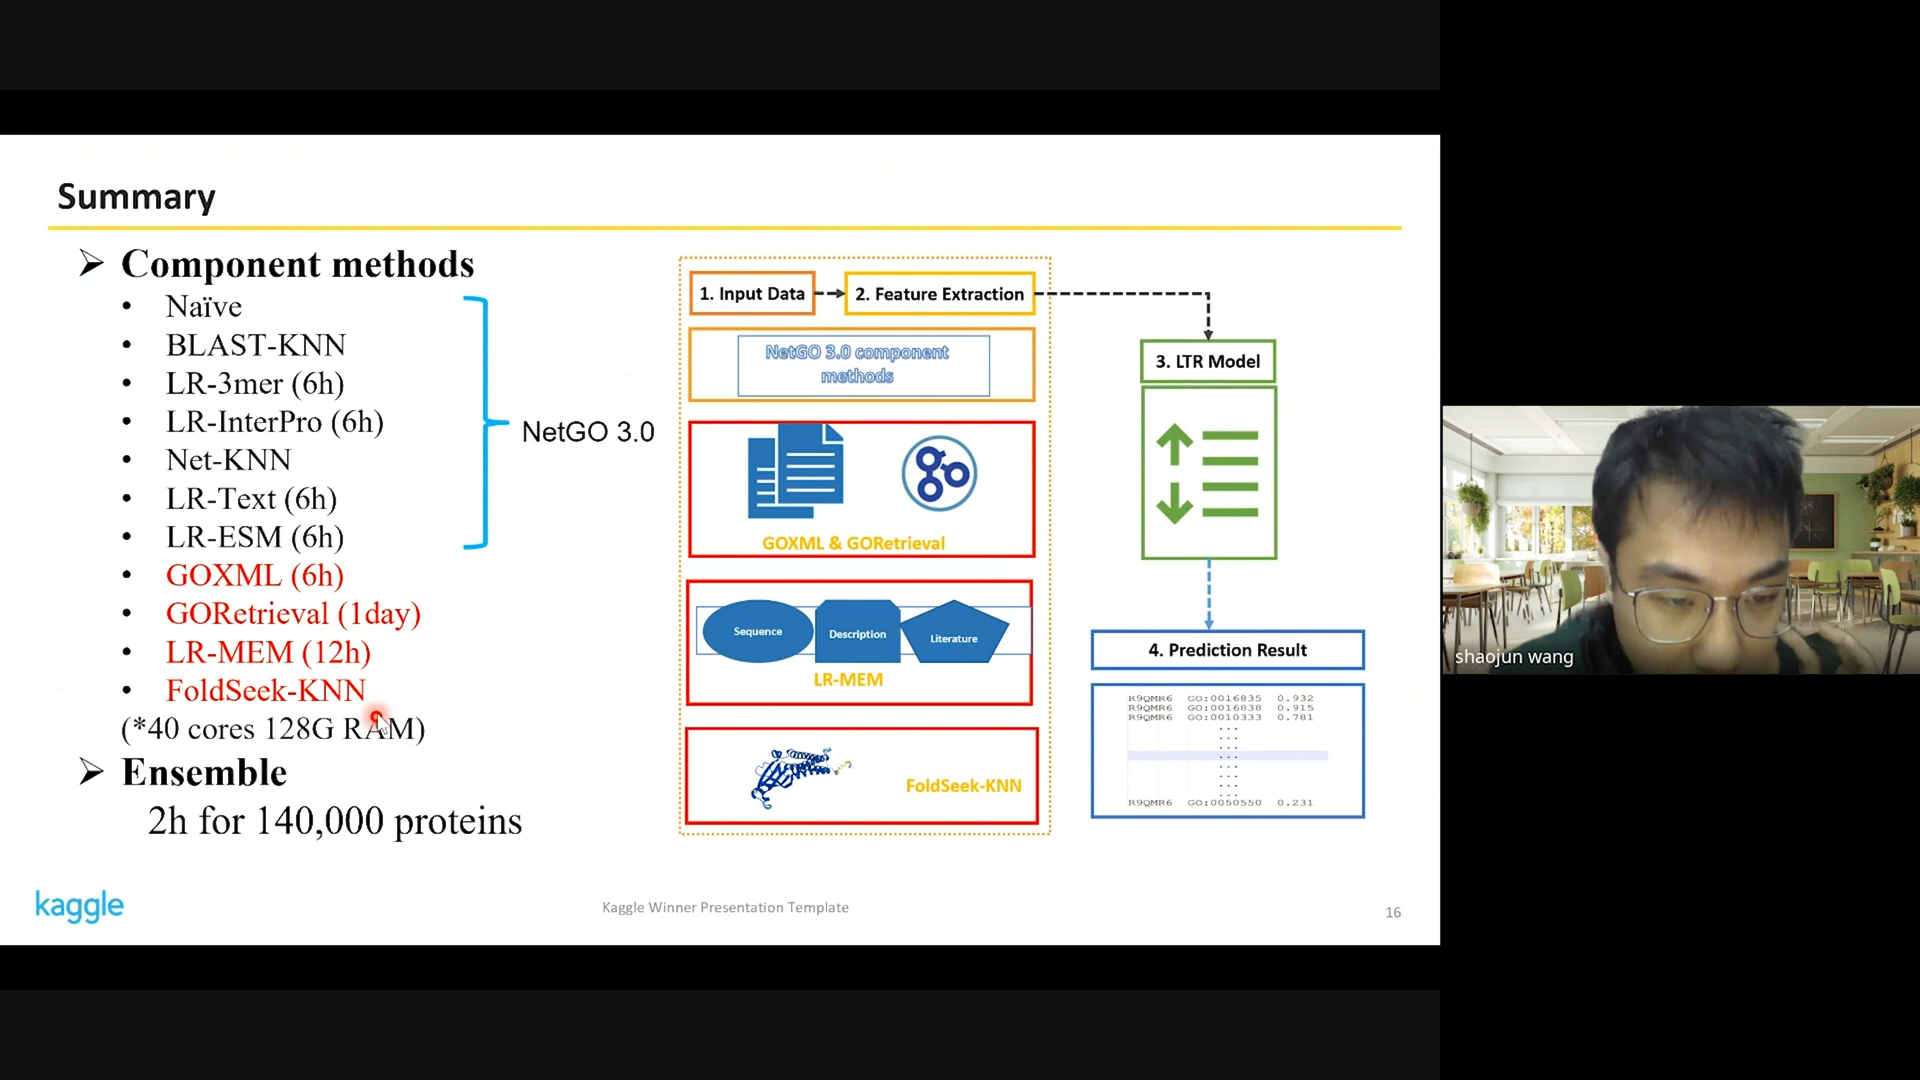 Summary
Component methods
Naïve
BLAST-KNN
LR-3mer (6h)
LR-InterPro (6h)
Net-KNN
LR-Text (6h)
LR-ESM (6h)
GOXML (6h)
GORetrieval (1day)
LR-MEM (12h)
FoldSeek-KNN
(*40 cores 128G RAM)
Ensemble
2h for 140,000 proteins
NetGO 3.0
1. Input Data
2. Feature Extraction
NetGO 3.0 component
methods
GOXML & GORetrieval
Sequence
Description
Literature
LR-MEM
FoldSeek-KNN
3. LTR Model
4. Prediction Result
R9QMR6 GO:0016835 0.932
R9QMR6 GO:0016838 0.915
R9QMR6 GO:0010333 0.781
R9QMR6 GO:0050550 0.231
kaggle
Kaggle Winner Presentation Template
16
shaojun wang